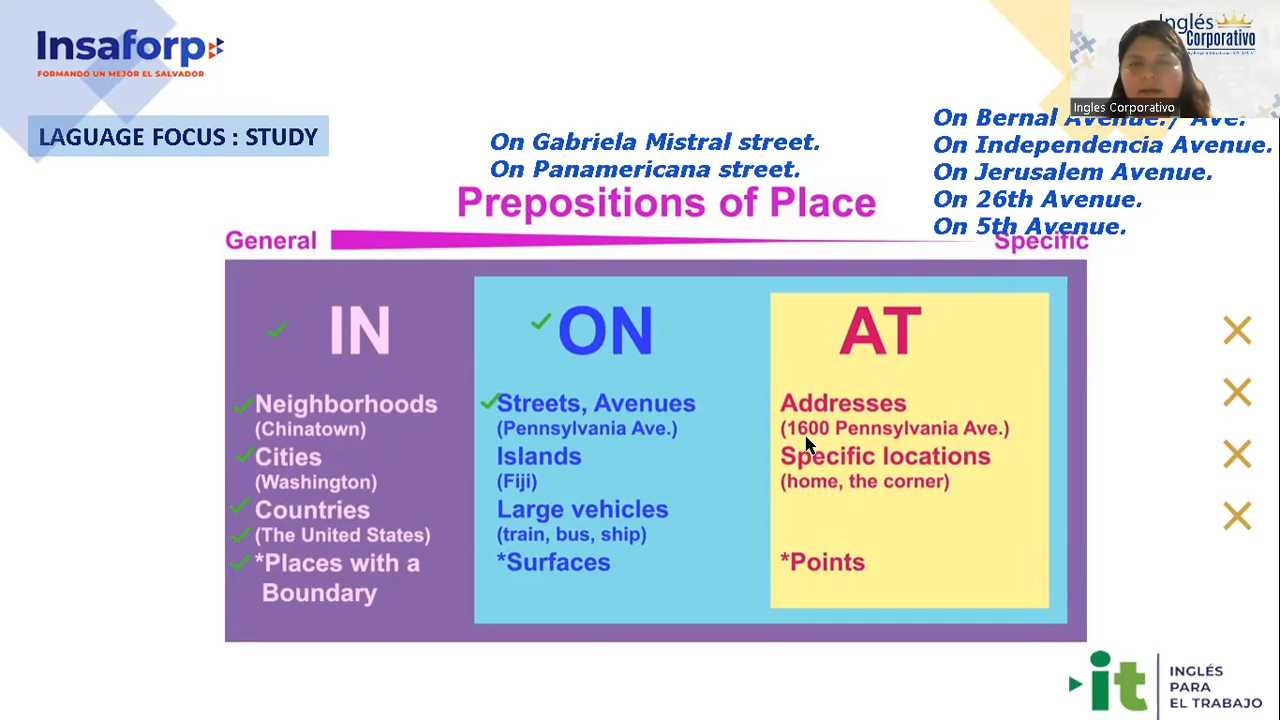 Insaforp
FORMANDO UN MEJOR EL SALVADOR
Inglés
Corporativo
Ingles Corporativo
LAGUAGE FOCUS : STUDY
On Gabriela Mistral street.
On Panamericana street.
On Bernal Avenue./ Ave.
On Independencia Avenue.
On Jerusalem Avenue.
On 26th Avenue.
On 5th Avenue.
Prepositions of Place
General
Specific
IN
Neighborhoods
(Chinatown)
Cities
(Washington)
Countries
(The United States)
*Places with a
Boundary
ON
Streets, Avenues
(Pennsylvania Ave.)
Islands
(Fiji)
Large vehicles
(train, bus, ship)
*Surfaces
AT
Addresses
(1600 Pennsylvania Ave.)
Specific locations
(home, the corner)
*Points
it
INGLÉS
PARA
EL TRABAJO